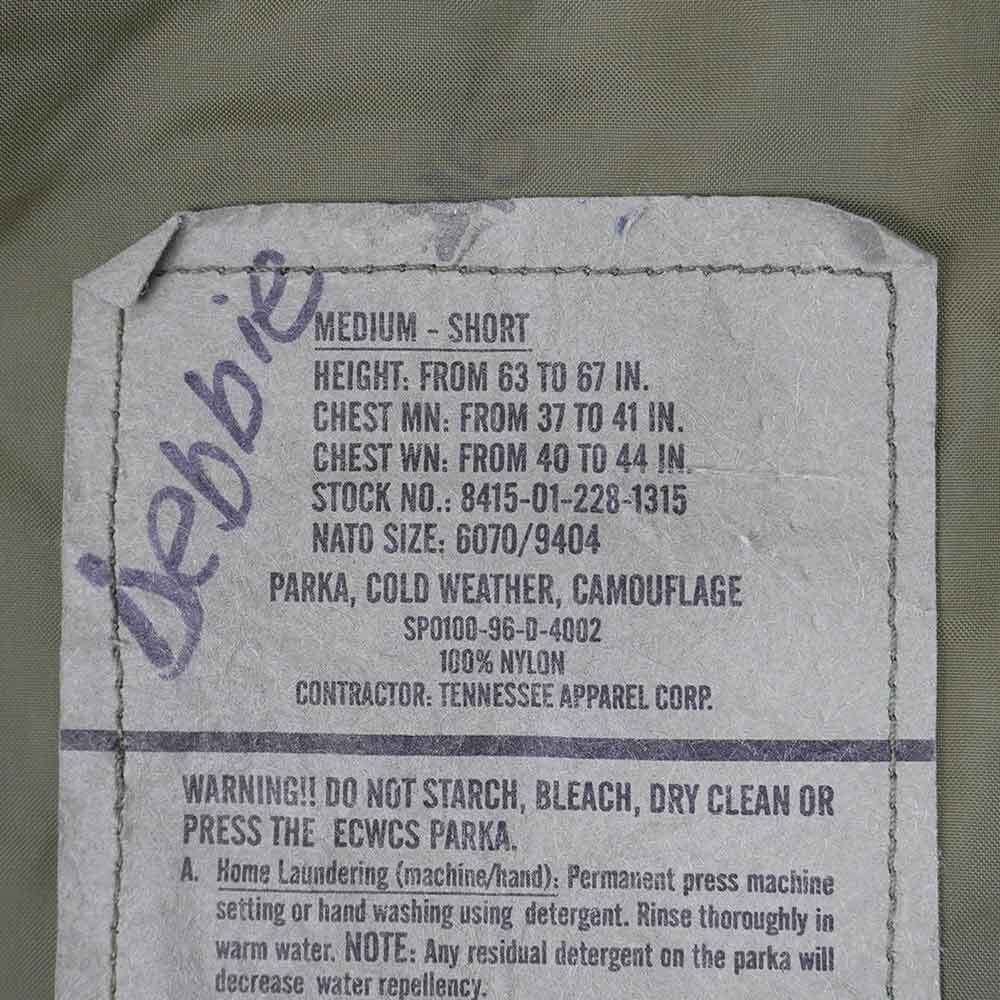 Debbie
MEDIUM - SHORT
HEIGHT: FROM 63 TO 67 IN.
CHEST MN: FROM 37 TO 41 IN.
CHEST WN: FROM 40 TO 44 IN.
STOCK NO.: 8415-01-228-1315
NATO SIZE: 6070/9404
PARKA, COLD WEATHER, CAMOUFLAGE
SPO100-96-D-4002
100% NYLON
CONTRACTOR: TENNESSEE APPAREL CORP.
WARNING!! DO NOT STARCH, BLEACH, DRY CLEAN OR
PRESS THE ECWCS PARKA.
A. Home Laundering (machine/hand): Permanent press machine
setting or hand washing using detergent. Rinse thoroughly in
warm water. NOTE: Any residual detergent on the parka will
decrease water repellency.